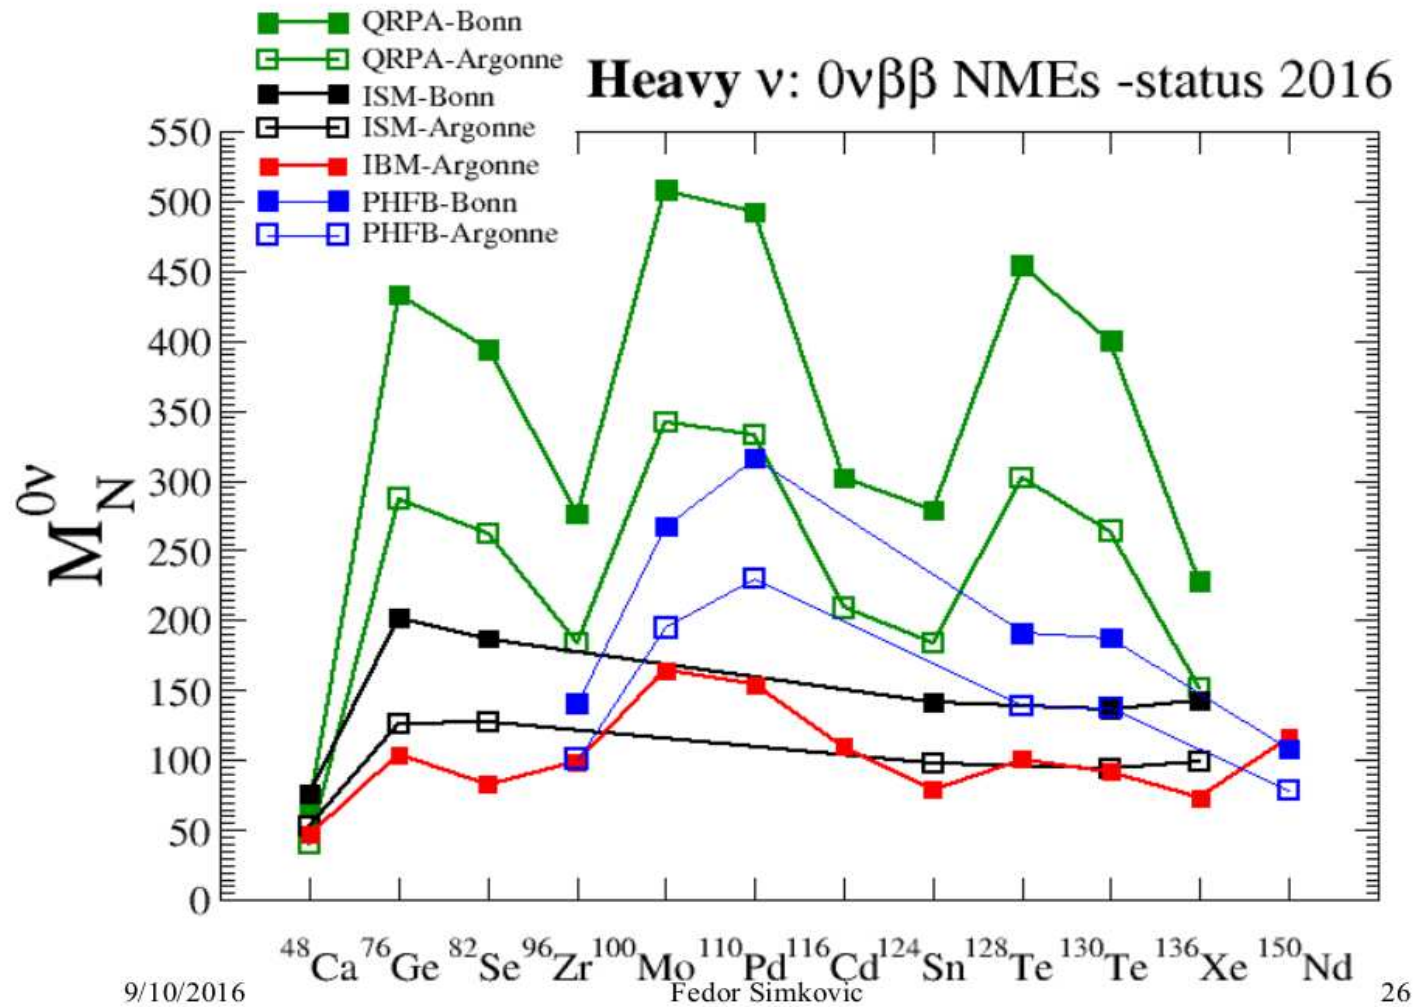 QRPA-Bonn
QRPA-Argonne
ISM-Bonn
ISM-Argonne
IBM-Argonne
PHFB-Bonn
PHFB-Argonne
Heavy ν: 0νββ NMEs -status 2016
550
500
450
400
350
300
250
200
150
100
50
0
M^0ν_N
48Ca 76Ge 82Se 96Zr 100Mo 110Pd 116Cd 124Sn 128Te 130Te 136Xe 150Nd
9/10/2016 Fedor Simkovic 26